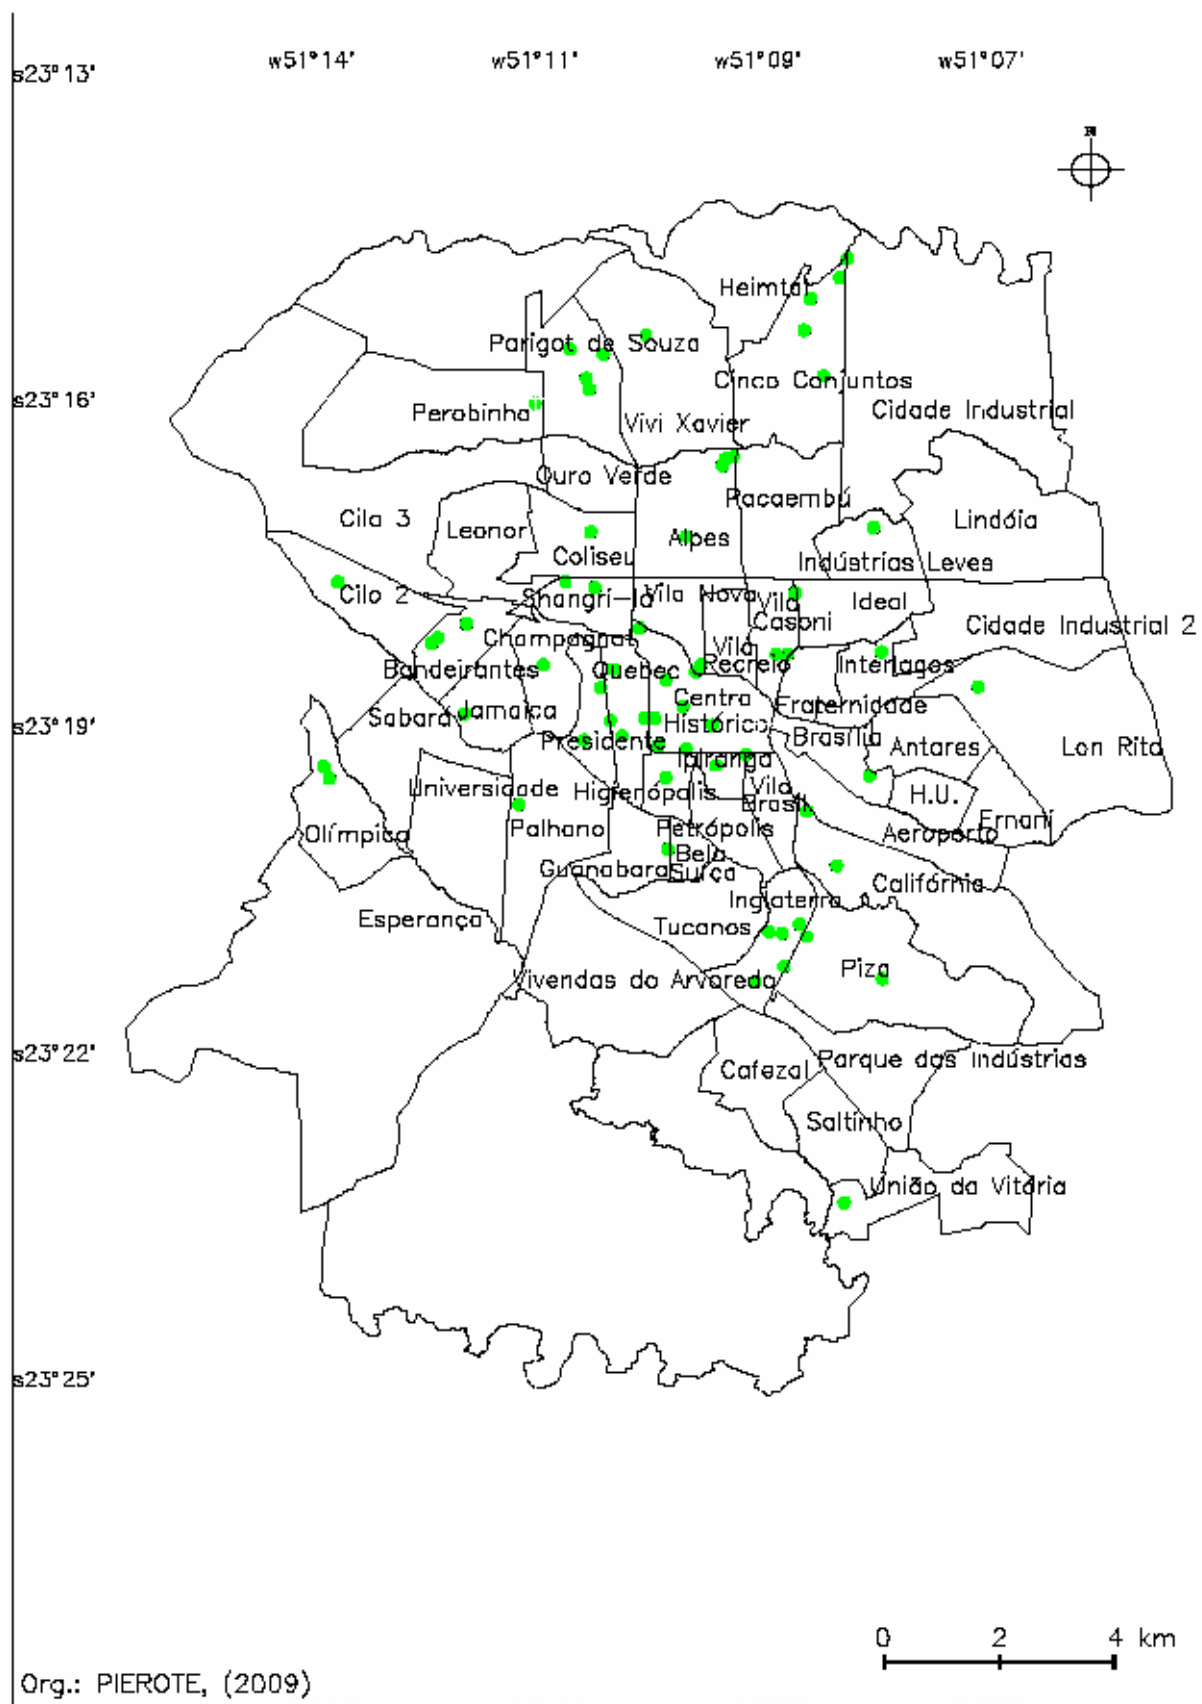 w51°14' w51°11' w51°09' w51°07'
s23°13'
N
Heimtal
Parigot de Souza
Cinco Conjuntos
s23°16'
Perobinha
Vivi Xavier
Cidade Industrial
Ouro Verde
Pacaembú
Cila 3
Leonor
Lindóia
Alpes
Coliseu
Indústrias Leves
Cilo 2
Shangri-lá
Vila Nova
Vila
Casoni
Ideal
Champagnat
Cidade Industrial 2
Vila
Recreio
Bandeirantes
Quebec
Interlagos
Centro
Histórico
Fraternidade
Sabará
Jamaica
s23°19'
Presidente
Brasília
Antares
Lon Rita
Ipiranga
Universidade
Higienópolis
Vila
Brasil
H.U.
Ernani
Olímpica
Palhano
Petrópolis
Aeroporto
Bela
Suíça
Guanabara
Califórnia
Inglaterra
Esperança
Tucanos
Vivendas do Arvoredo
Piza
s23°22'
Cafezal
Parque das Indústrias
Saltinho
União da Vitória
s23°25'
0 2 4 km
Org.: PIEROTE, (2009)